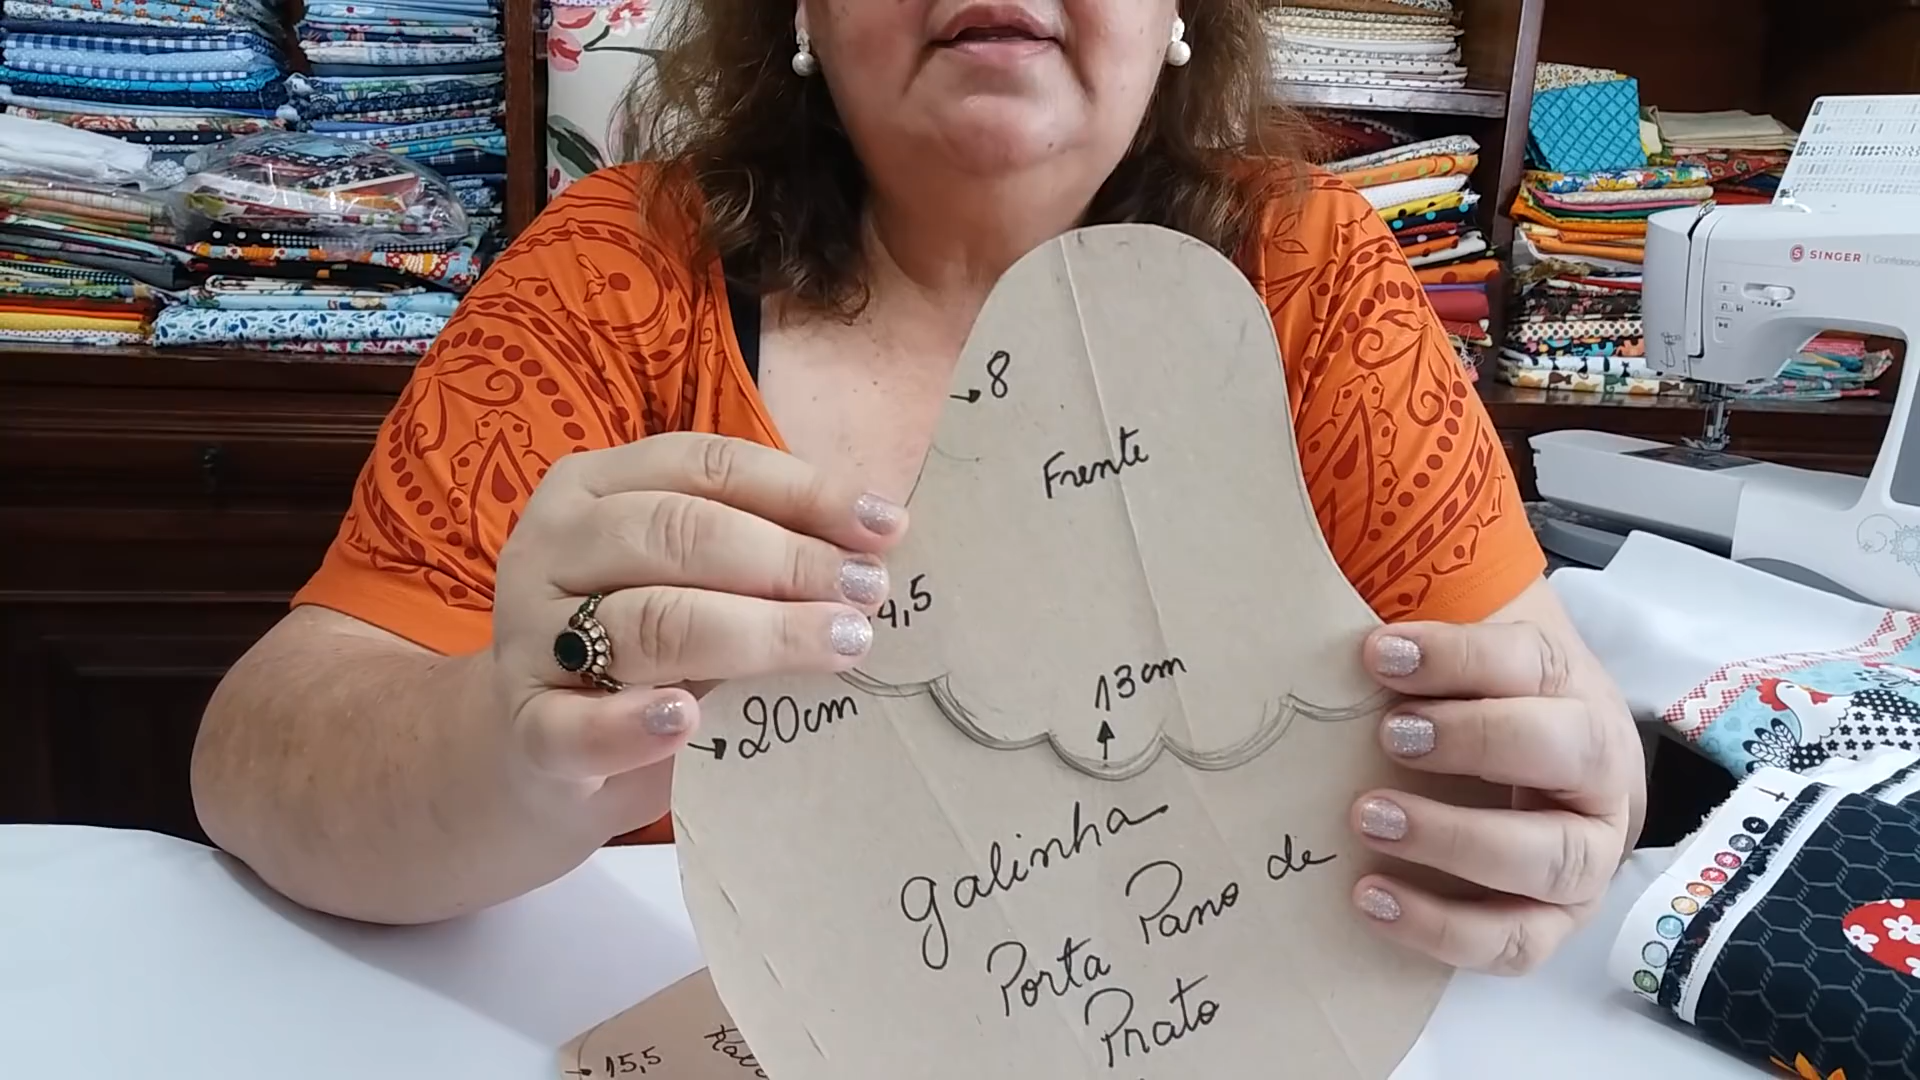 SINGER
8
Frente
4,5
13cm
20cm
galinha
Porta Pano de
Prato
15,5